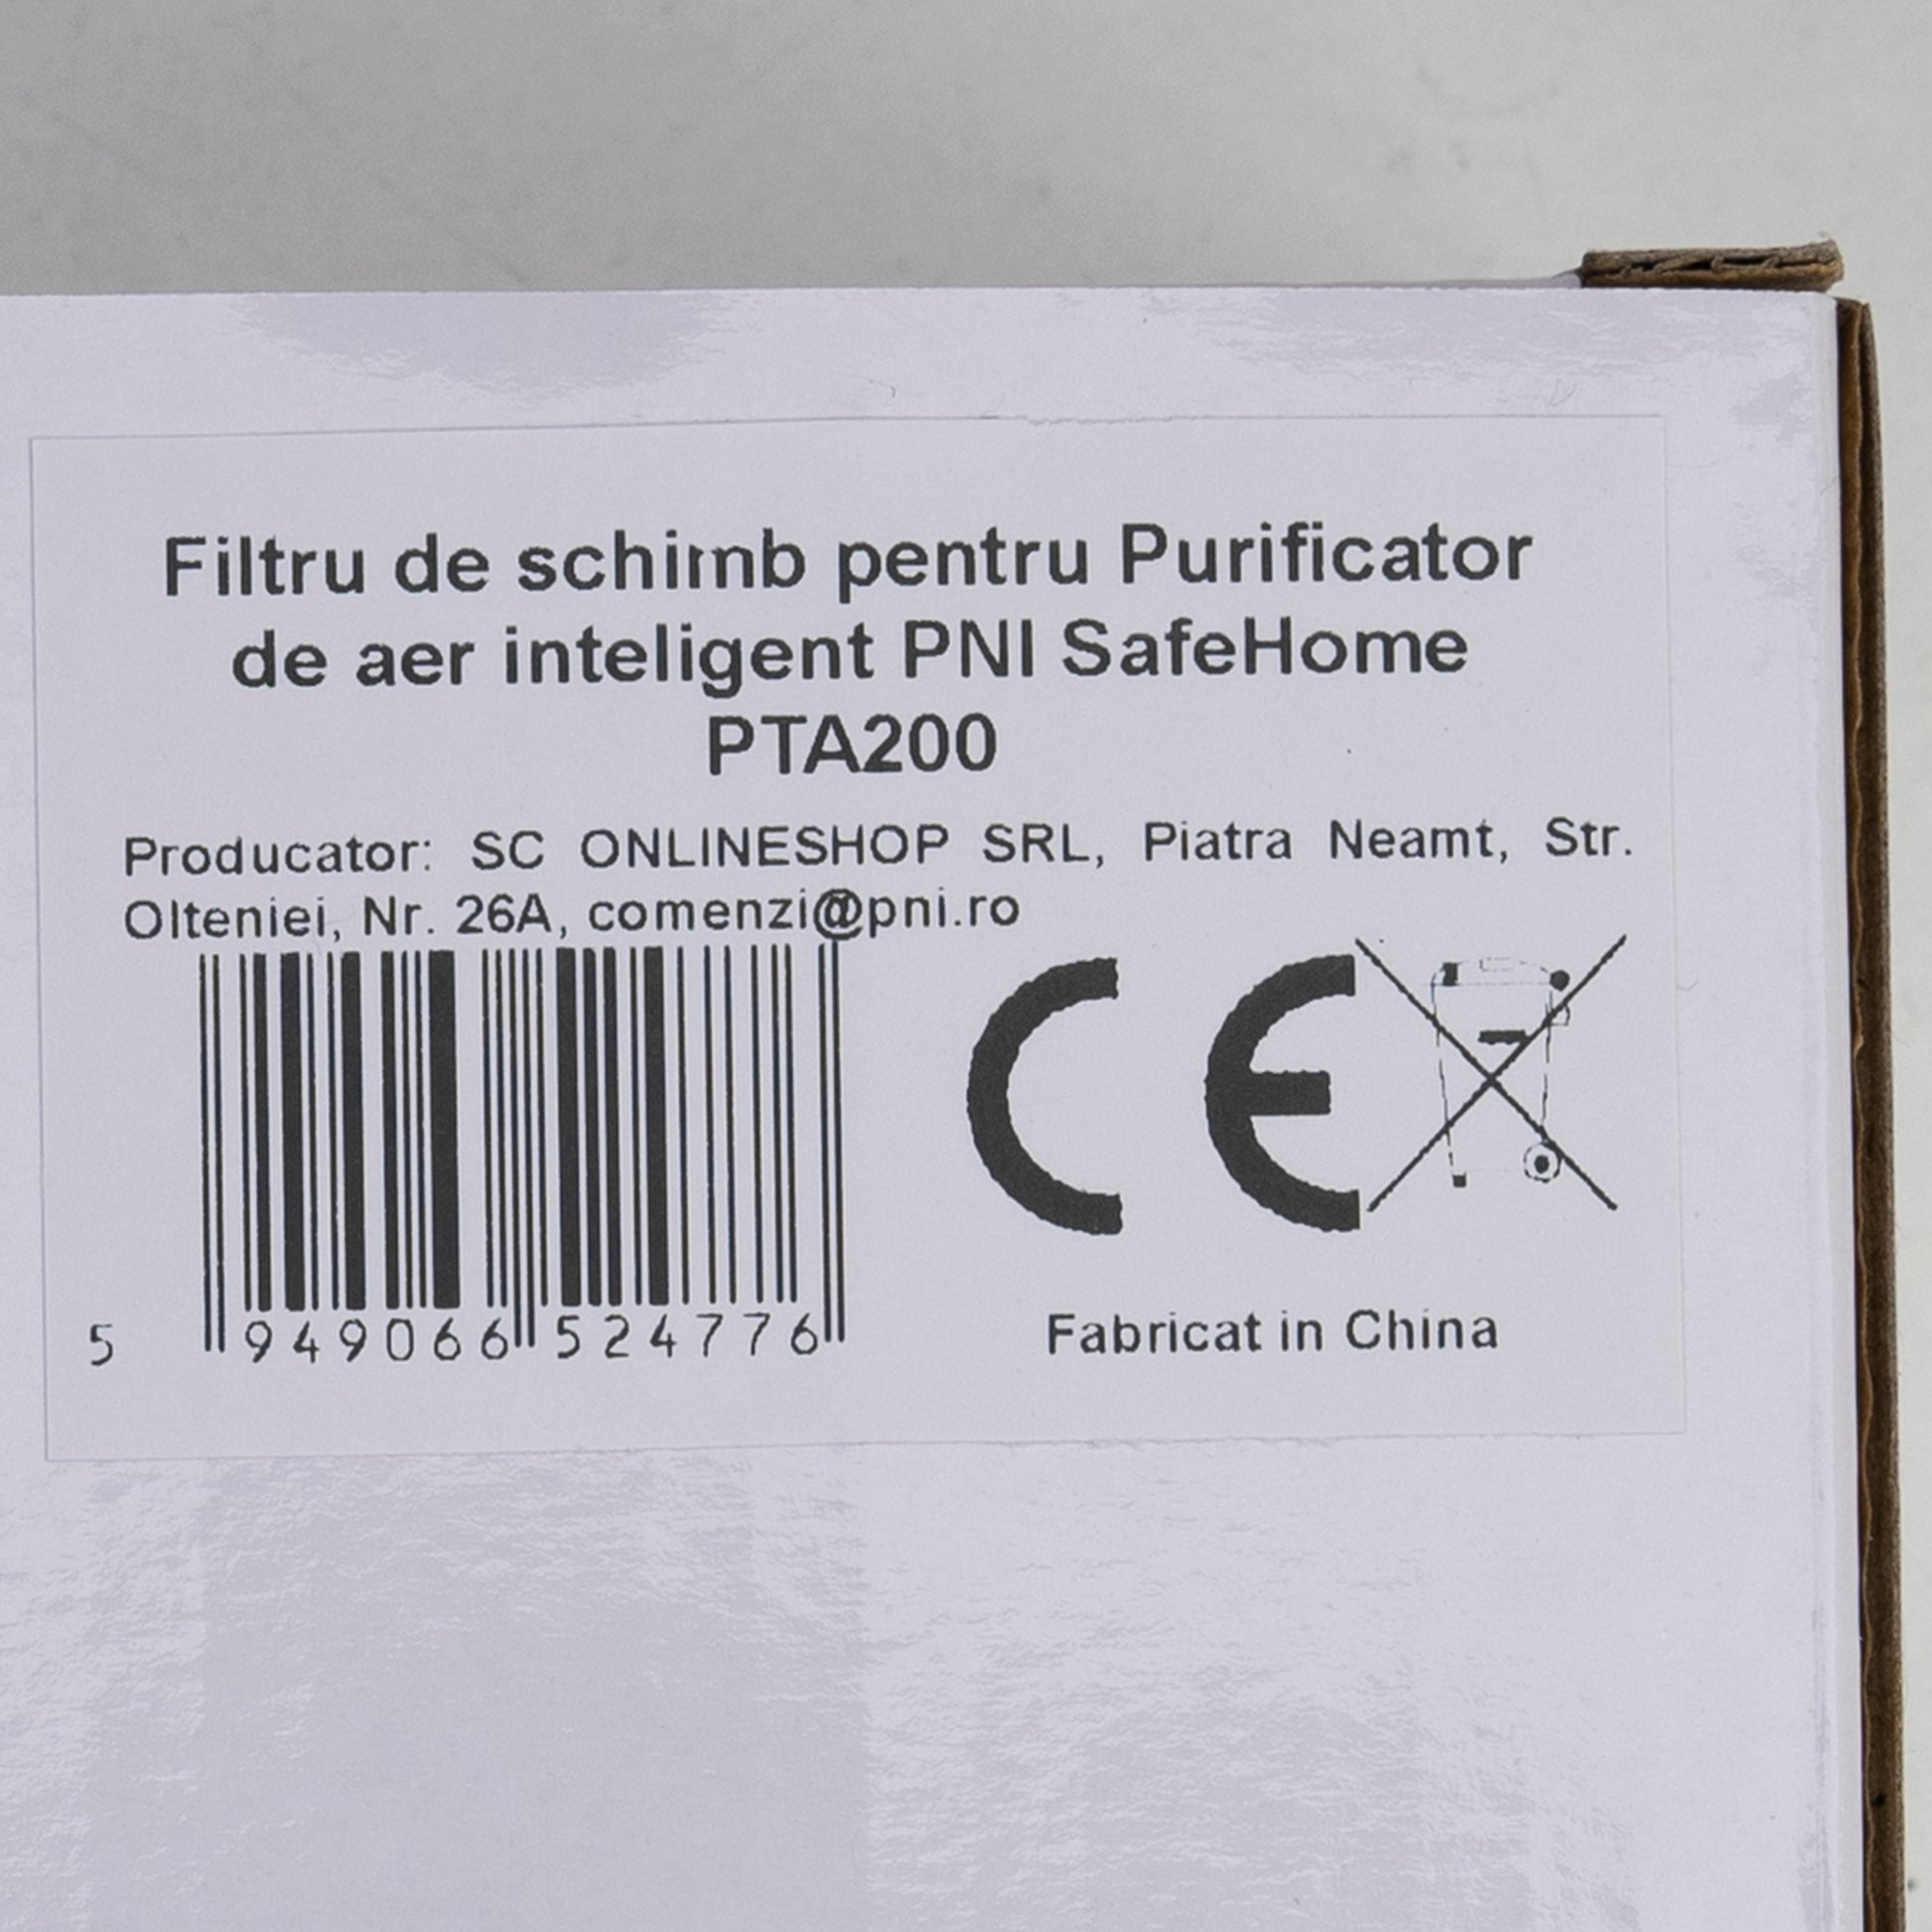 Filtru de schimb pentru Purificator
de aer inteligent PNI SafeHome
PTA200
Producator: SC ONLINESHOP SRL, Piatra Neamt, Str.
Olteniei, Nr. 26A, comenzi@pni.ro
CE
5 949066 524776
Fabricat in China